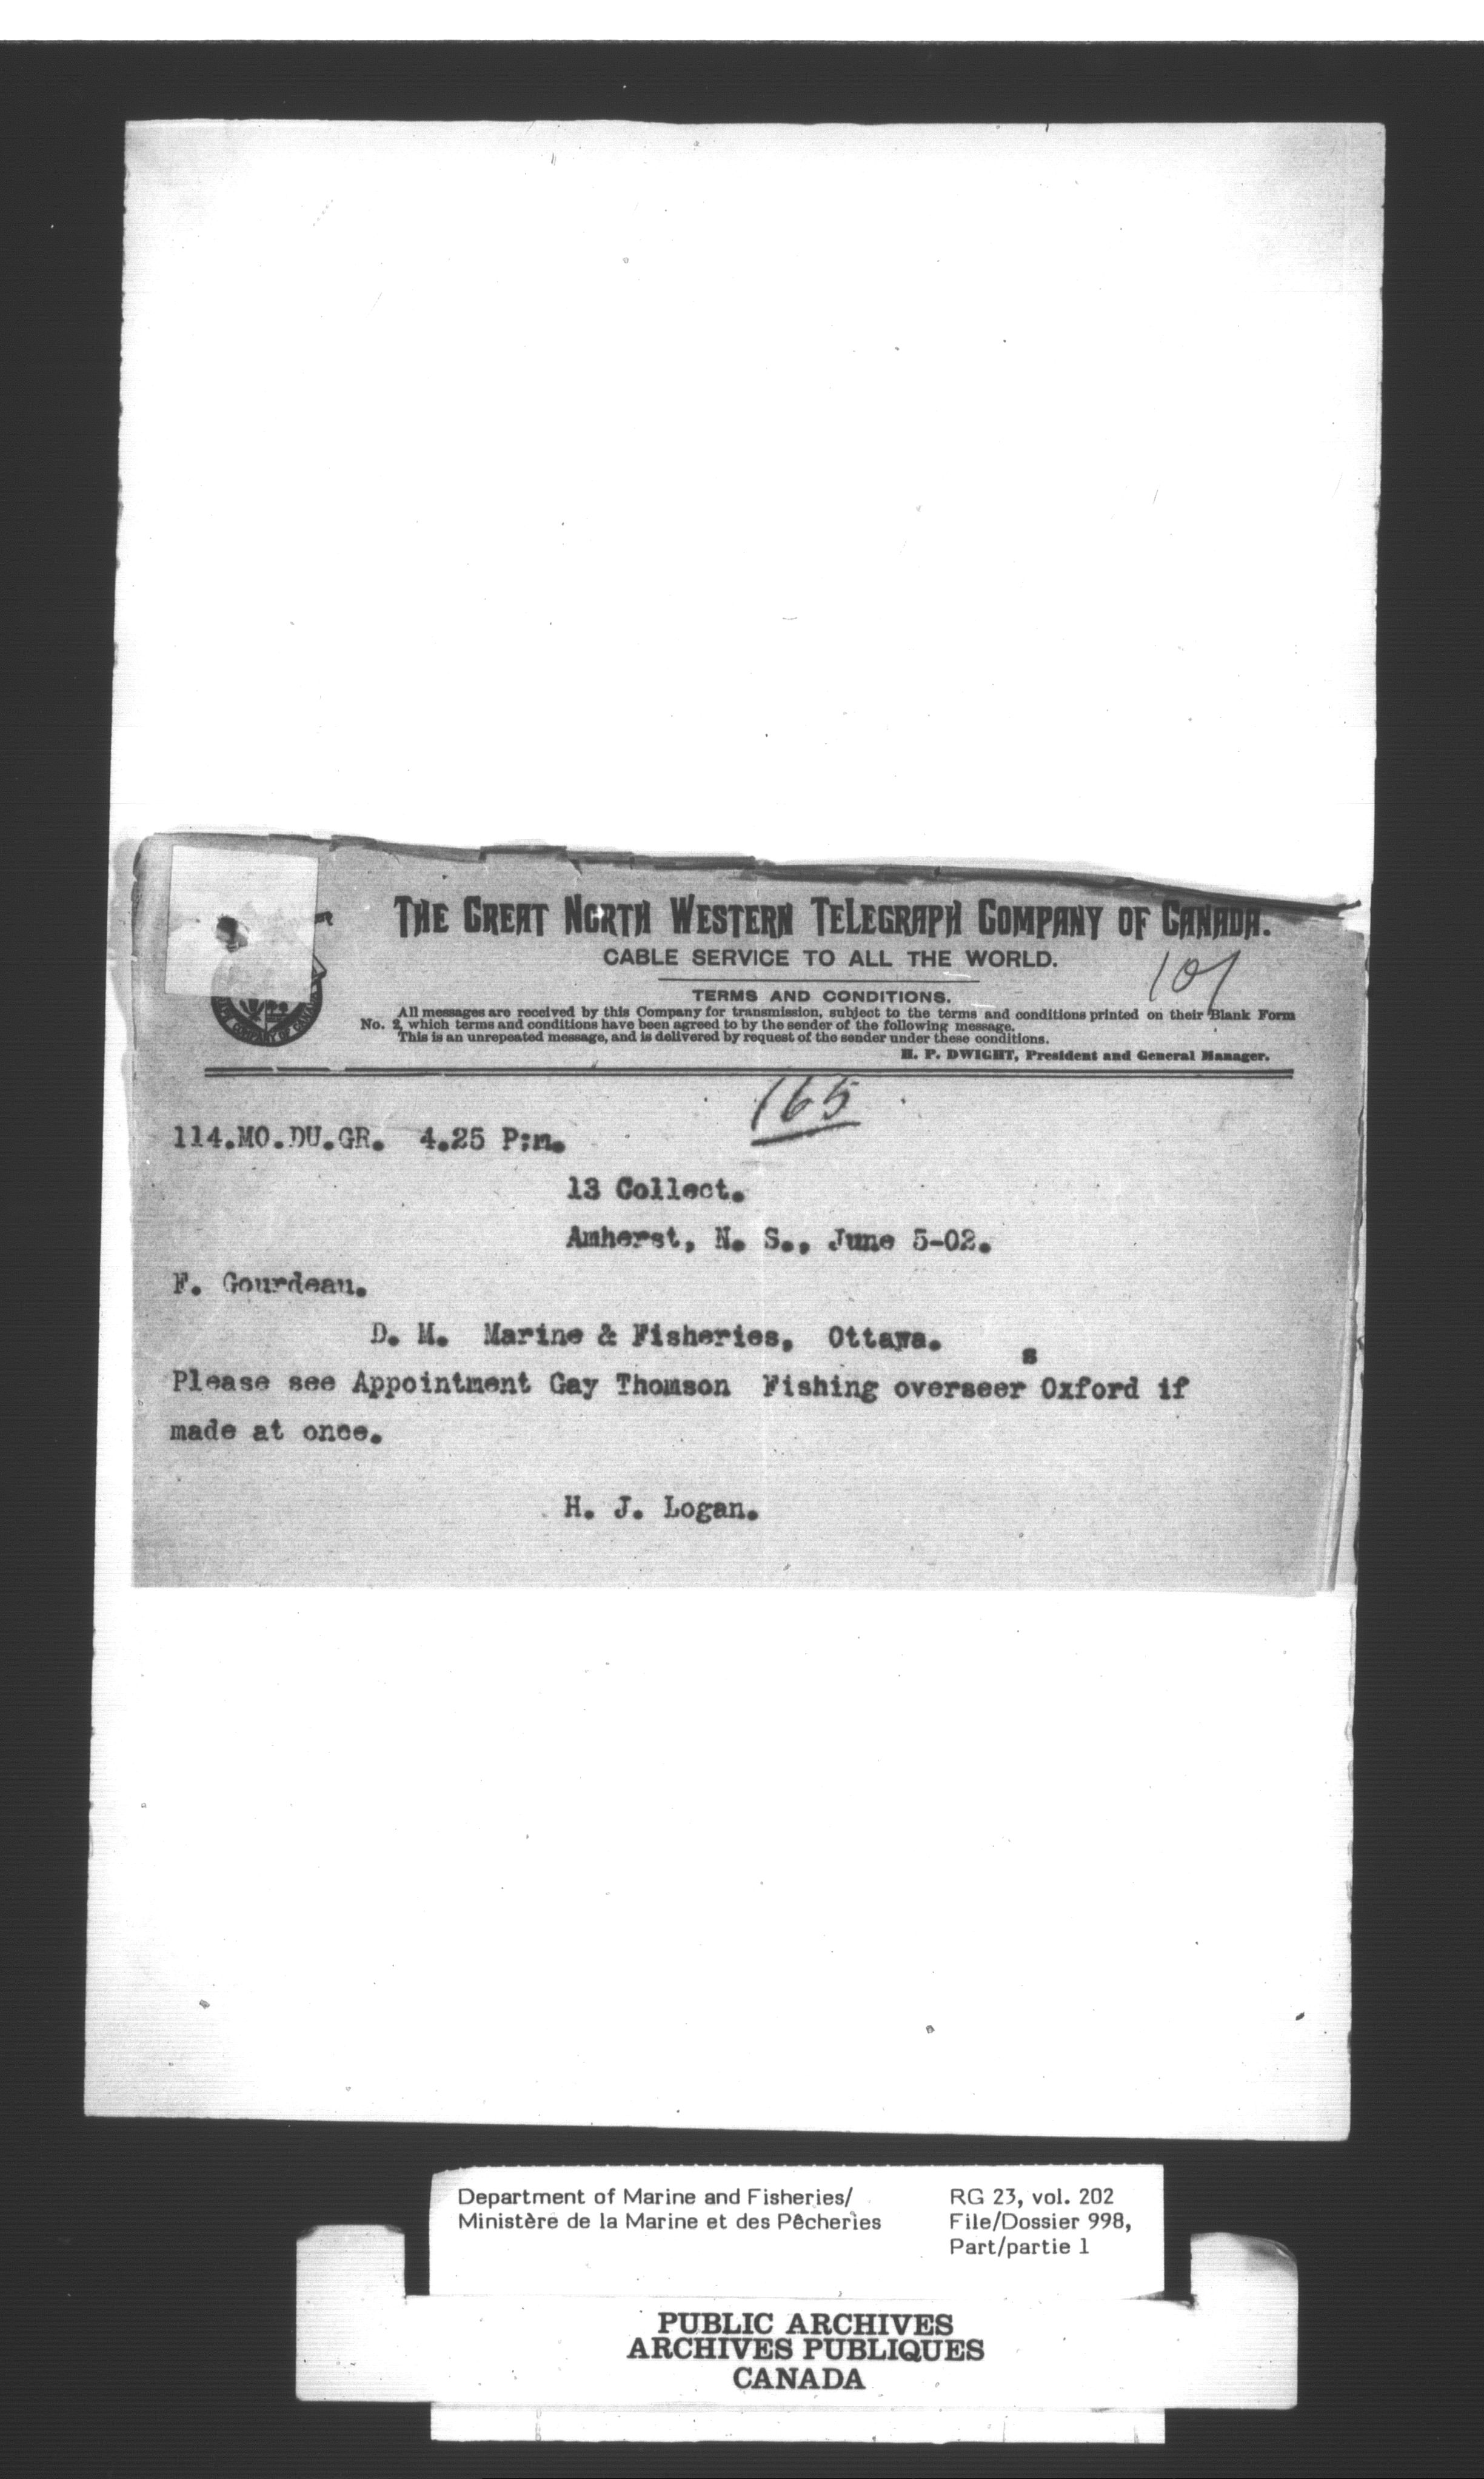 THE GREAT NORTH WESTERN TELEGRAPH COMPANY OF CANADA.
CABLE SERVICE TO ALL THE WORLD.
101
TERMS AND CONDITIONS.
All messages are received by this Company for transmission, subject to the terms and conditions printed on their Blank Form
No. 2, which terms and conditions have been agreed to by the sender of the following message.
This is an unrepeated message, and is delivered by request of the sender under these conditions.
H. P. DWIGHT, President and General Manager.
COMPANY OF CANADA
165
114.MO.DU.GR. 4.25 P:m.
13 Collect.
Amherst, N. S., June 5-02.
F. Gourdeau.
D. M. Marine & Fisheries, Ottawa.
s
Please see Appointment Gay Thomson Fishing overseer Oxford if
made at once.
H. J. Logan.
Department of Marine and Fisheries/
Ministère de la Marine et des Pêcheries
RG 23, vol. 202
File/Dossier 998,
Part/partie 1
PUBLIC ARCHIVES
ARCHIVES PUBLIQUES
CANADA